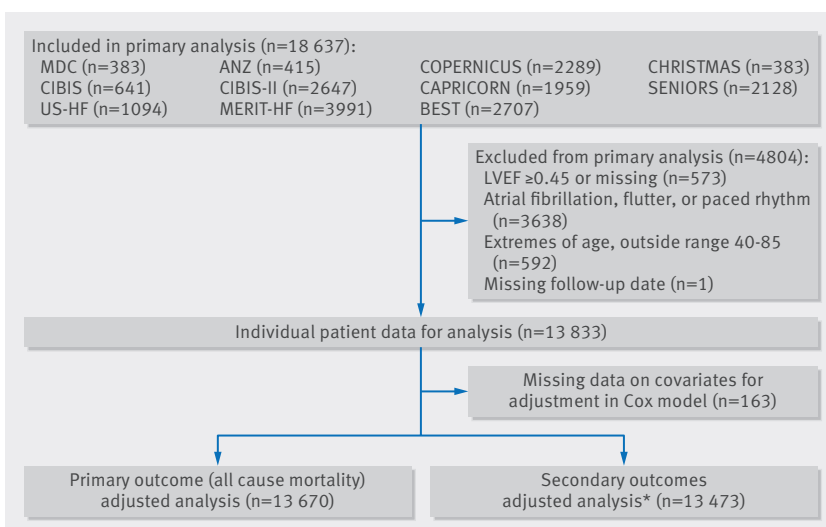 Included in primary analysis (n=18 637):
MDC (n=383) ANZ (n=415) COPERNICUS (n=2289) CHRISTMAS (n=383)
CIBIS (n=641) CIBIS-II (n=2647) CAPRICORN (n=1959) SENIORS (n=2128)
US-HF (n=1094) MERIT-HF (n=3991) BEST (n=2707)
Excluded from primary analysis (n=4804):
LVEF ≥0.45 or missing (n=573)
Atrial fibrillation, flutter, or paced rhythm
(n=3638)
Extremes of age, outside range 40-85
(n=592)
Missing follow-up date (n=1)
Individual patient data for analysis (n=13 833)
Missing data on covariates for
adjustment in Cox model (n=163)
Primary outcome (all cause mortality)
adjusted analysis (n=13 670)
Secondary outcomes
adjusted analysis* (n=13 473)